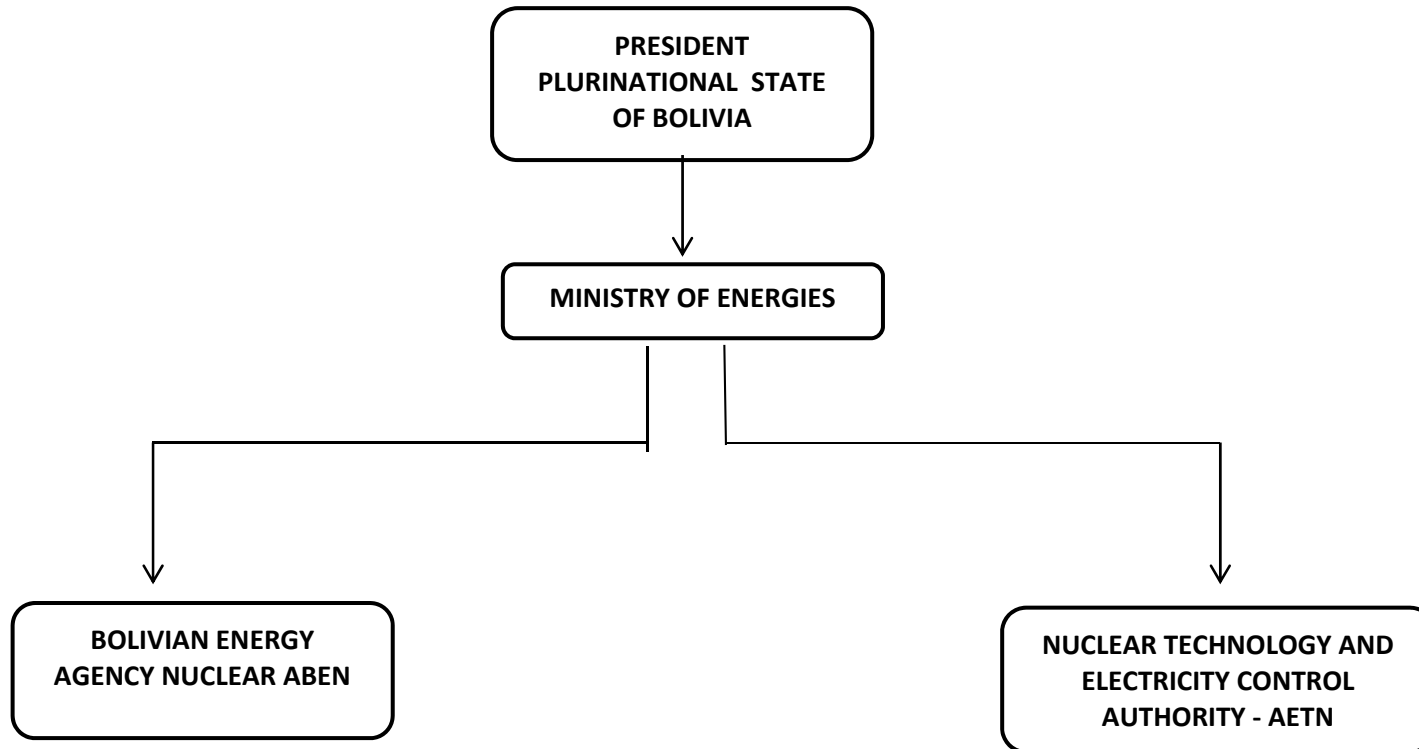 PRESIDENT
PLURINATIONAL STATE
OF BOLIVIA
MINISTRY OF ENERGIES
BOLIVIAN ENERGY
AGENCY NUCLEAR ABEN
NUCLEAR TECHNOLOGY AND
ELECTRICITY CONTROL
AUTHORITY - AETN